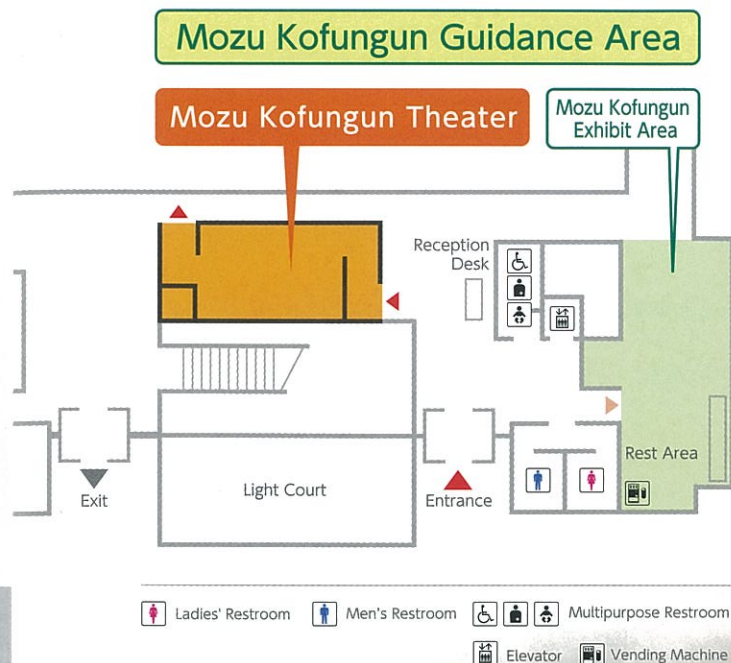 Mozu Kofungun Guidance Area
Mozu Kofungun Theater
Mozu Kofungun
Exhibit Area
Reception
Desk
Rest Area
Light Court
Exit
Entrance
Ladies' Restroom
Men's Restroom
Multipurpose Restroom
Elevator
Vending Machine